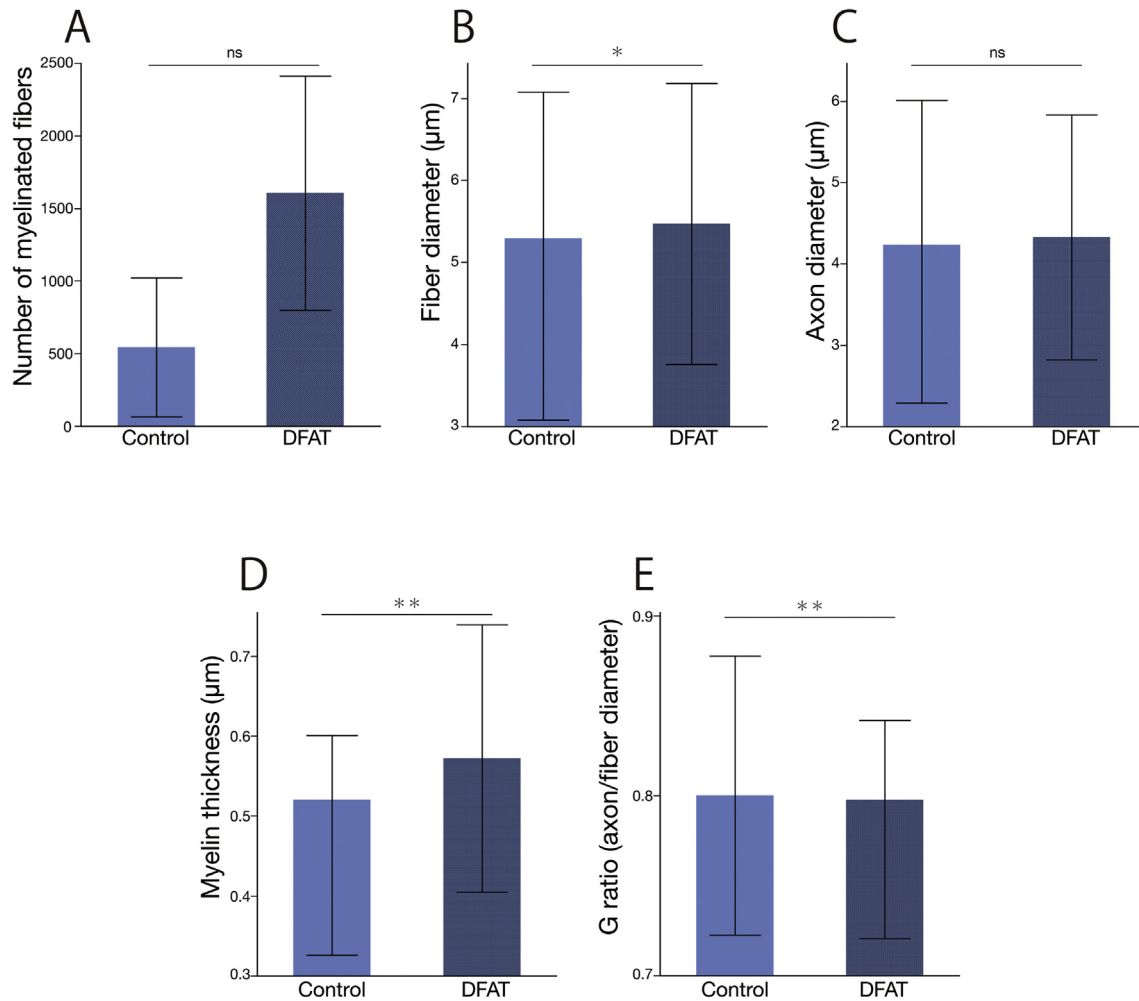 A
ns
Number of myelinated fibers
2500
2000
1500
1000
500
0
Control
DFAT
B
*
Fiber diameter (µm)
7
6
5
4
3
Control
DFAT
C
ns
Axon diameter (µm)
6
5
4
3
2
Control
DFAT
D
**
Myelin thickness (µm)
0.7
0.6
0.5
0.4
0.3
Control
DFAT
E
**
G ratio (axon/fiber diameter)
0.9
0.8
0.7
Control
DFAT